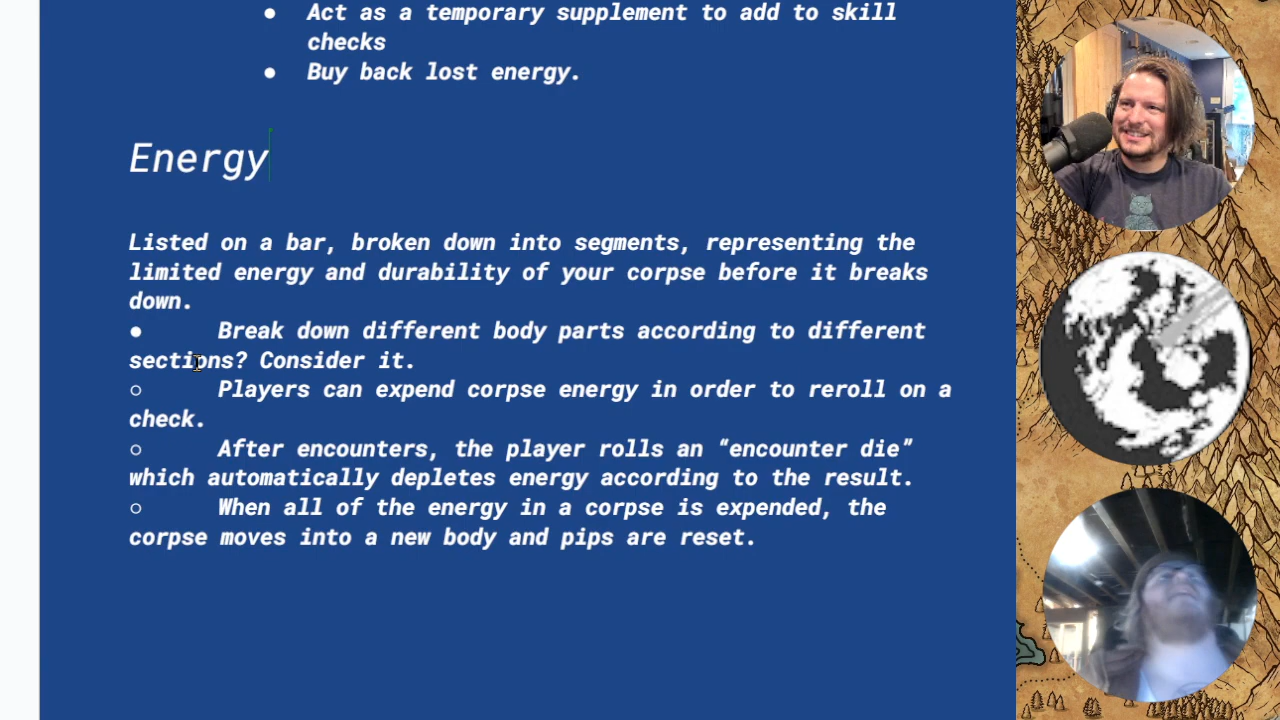 ● Act as a temporary supplement to add to skill
checks
● Buy back lost energy.
Energy
Listed on a bar, broken down into segments, representing the
limited energy and durability of your corpse before it breaks
down.
● Break down different body parts according to different
sections? Consider it.
○ Players can expend corpse energy in order to reroll on a
check.
○ After encounters, the player rolls an “encounter die”
which automatically depletes energy according to the result.
○ When all of the energy in a corpse is expended, the
corpse moves into a new body and pips are reset.